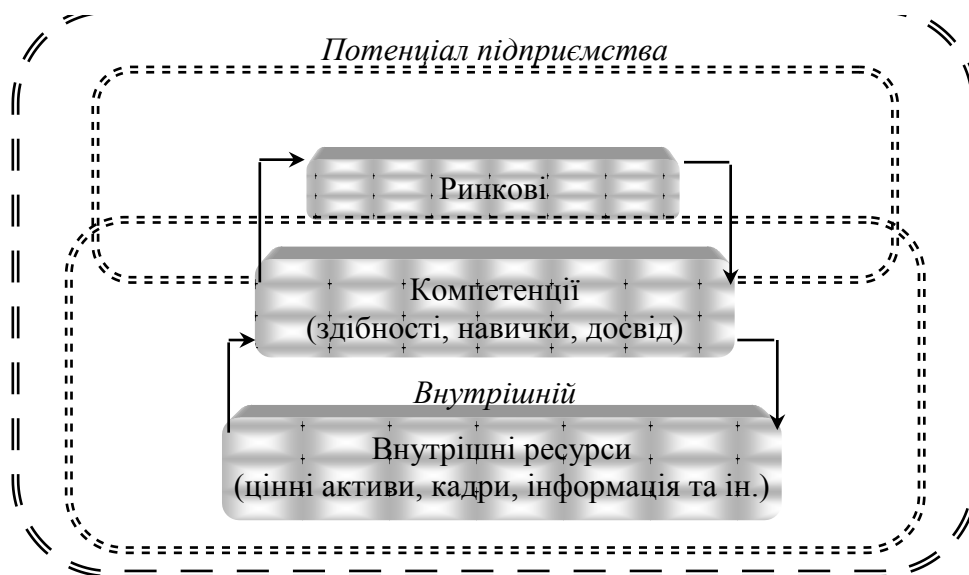 Потенціал підприємства
Ринкові
Компетенції
(здібності, навички, досвід)
Внутрішній
Внутрішні ресурси
(цінні активи, кадри, інформація та ін.)